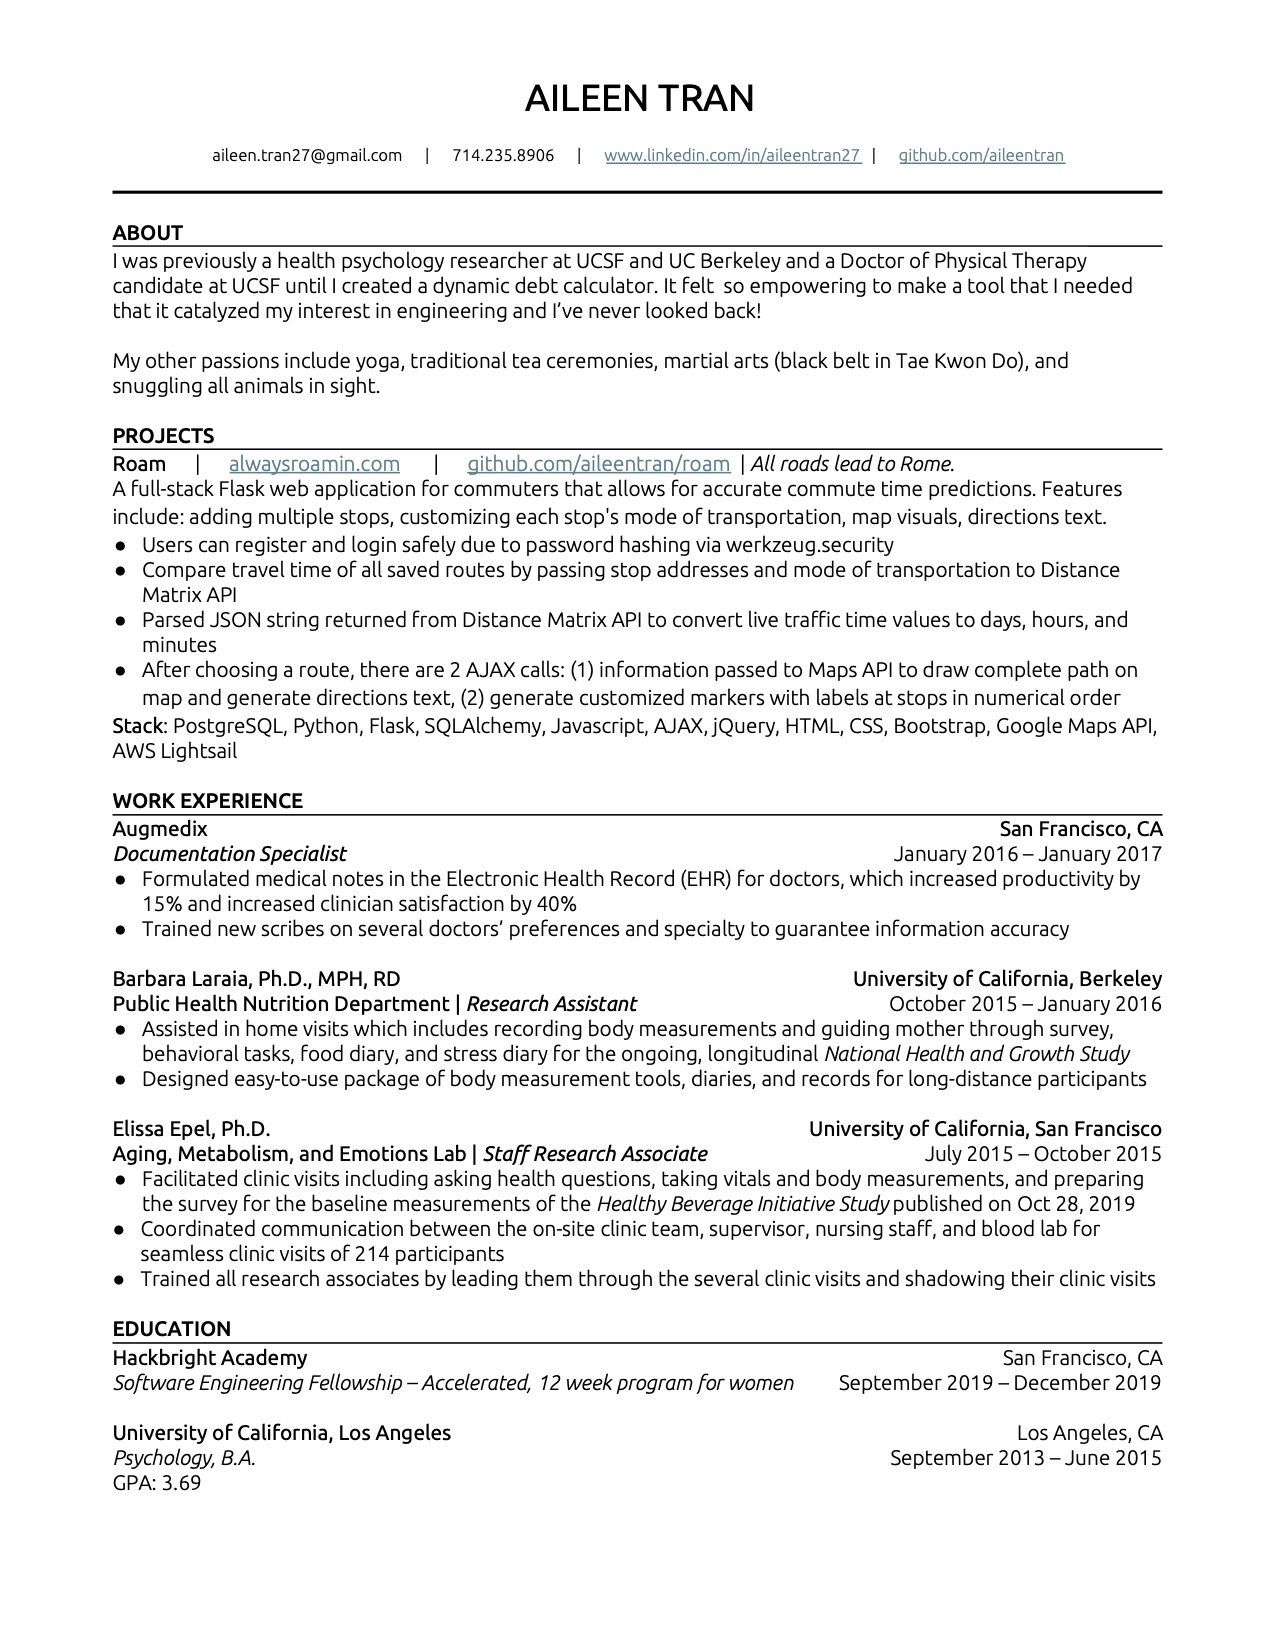 AILEEN TRAN
aileen.tran27@gmail.com | 714.235.8906 | www.linkedin.com/in/aileentran27 | github.com/aileentran
ABOUT
I was previously a health psychology researcher at UCSF and UC Berkeley and a Doctor of Physical Therapy
candidate at UCSF until I created a dynamic debt calculator. It felt  so empowering to make a tool that I needed
that it catalyzed my interest in engineering and I’ve never looked back!
My other passions include yoga, traditional tea ceremonies, martial arts (black belt in Tae Kwon Do), and
snuggling all animals in sight.
PROJECTS
Roam | alwaysroamin.com | github.com/aileentran/roam | All roads lead to Rome.
A full-stack Flask web application for commuters that allows for accurate commute time predictions. Features
include: adding multiple stops, customizing each stop's mode of transportation, map visuals, directions text.
● Users can register and login safely due to password hashing via werkzeug.security
● Compare travel time of all saved routes by passing stop addresses and mode of transportation to Distance
Matrix API
● Parsed JSON string returned from Distance Matrix API to convert live traffic time values to days, hours, and
minutes
● After choosing a route, there are 2 AJAX calls: (1) information passed to Maps API to draw complete path on
map and generate directions text, (2) generate customized markers with labels at stops in numerical order
Stack: PostgreSQL, Python, Flask, SQLAlchemy, Javascript, AJAX, jQuery, HTML, CSS, Bootstrap, Google Maps API,
AWS Lightsail
WORK EXPERIENCE
Augmedix San Francisco, CA
Documentation Specialist January 2016 – January 2017
● Formulated medical notes in the Electronic Health Record (EHR) for doctors, which increased productivity by
15% and increased clinician satisfaction by 40%
● Trained new scribes on several doctors’ preferences and specialty to guarantee information accuracy
Barbara Laraia, Ph.D., MPH, RD University of California, Berkeley
Public Health Nutrition Department | Research Assistant October 2015 – January 2016
● Assisted in home visits which includes recording body measurements and guiding mother through survey,
behavioral tasks, food diary, and stress diary for the ongoing, longitudinal National Health and Growth Study
● Designed easy-to-use package of body measurement tools, diaries, and records for long-distance participants
Elissa Epel, Ph.D. University of California, San Francisco
Aging, Metabolism, and Emotions Lab | Staff Research Associate July 2015 – October 2015
● Facilitated clinic visits including asking health questions, taking vitals and body measurements, and preparing
the survey for the baseline measurements of the Healthy Beverage Initiative Study published on Oct 28, 2019
● Coordinated communication between the on-site clinic team, supervisor, nursing staff, and blood lab for
seamless clinic visits of 214 participants
● Trained all research associates by leading them through the several clinic visits and shadowing their clinic visits
EDUCATION
Hackbright Academy San Francisco, CA
Software Engineering Fellowship – Accelerated, 12 week program for women September 2019 – December 2019
University of California, Los Angeles Los Angeles, CA
Psychology, B.A. September 2013 – June 2015
GPA: 3.69